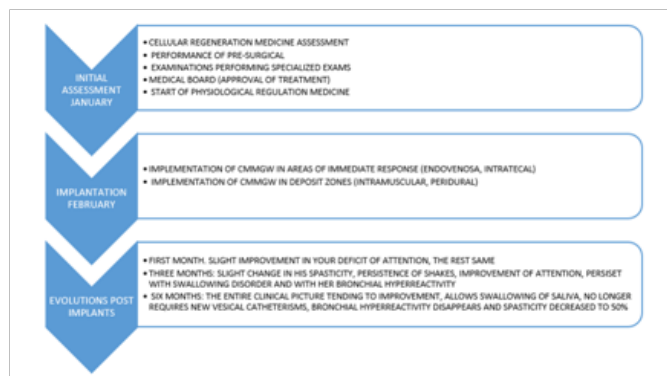 INITIAL
ASSESSMENT
JANUARY
• CELLULAR REGENERATION MEDICINE ASSESSMENT
• PERFORMANCE OF PRE-SURGICAL
• EXAMINATIONS PERFORMING SPECIALIZED EXAMS
• MEDICAL BOARD (APPROVAL OF TREATMENT)
• START OF PHYSIOLOGICAL REGULATION MEDICINE
IMPLANTATION
FEBRUARY
• IMPLEMENTATION OF CMMGW IN AREAS OF IMMEDIATE RESPONSE (ENDOVENOSA, INTRATECAL)
• IMPLEMENTATION OF CMMGW IN DEPOSIT ZONES (INTRAMUSCULAR, PERIDURAL)
EVOLUTIONS POST
IMPLANTS
• FIRST MONTH. SLIGHT IMPROVEMENT IN YOUR DEFICIT OF ATTENTION, THE REST SAME
• THREE MONTHS: SLIGHT CHANGE IN HIS SPASTICITY, PERSISTENCE OF SHAKES, IMPROVEMENT OF ATTENTION, PERSISET
WITH SWALLOWING DISORDER AND WITH HER BRONCHIAL HYPERREACTIVITY
• SIX MONTHS: THE ENTIRE CLINICAL PICTURE TENDING TO IMPROVEMENT, ALLOWS SWALLOWING OF SALIVA, NO LONGER
REQUIRES NEW VESICAL CATHETERISMS, BRONCHIAL HYPERREACTIVITY DISAPPEARS AND SPASTICITY DECREASED TO 50%